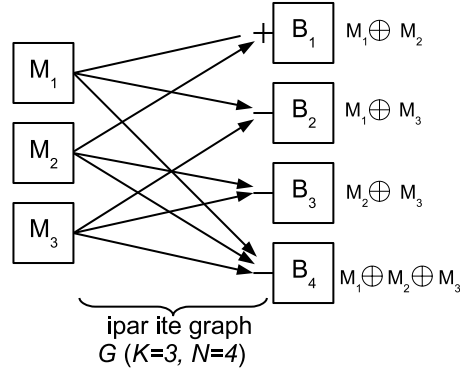 M₁ B₁ M₁⊕ M₂
M₂ B₂ M₁⊕ M₃
M₃ B₃ M₂⊕ M₃
B₄ M₁⊕M₂⊕ M₃
ipar ite graph
G (K=3, N=4)